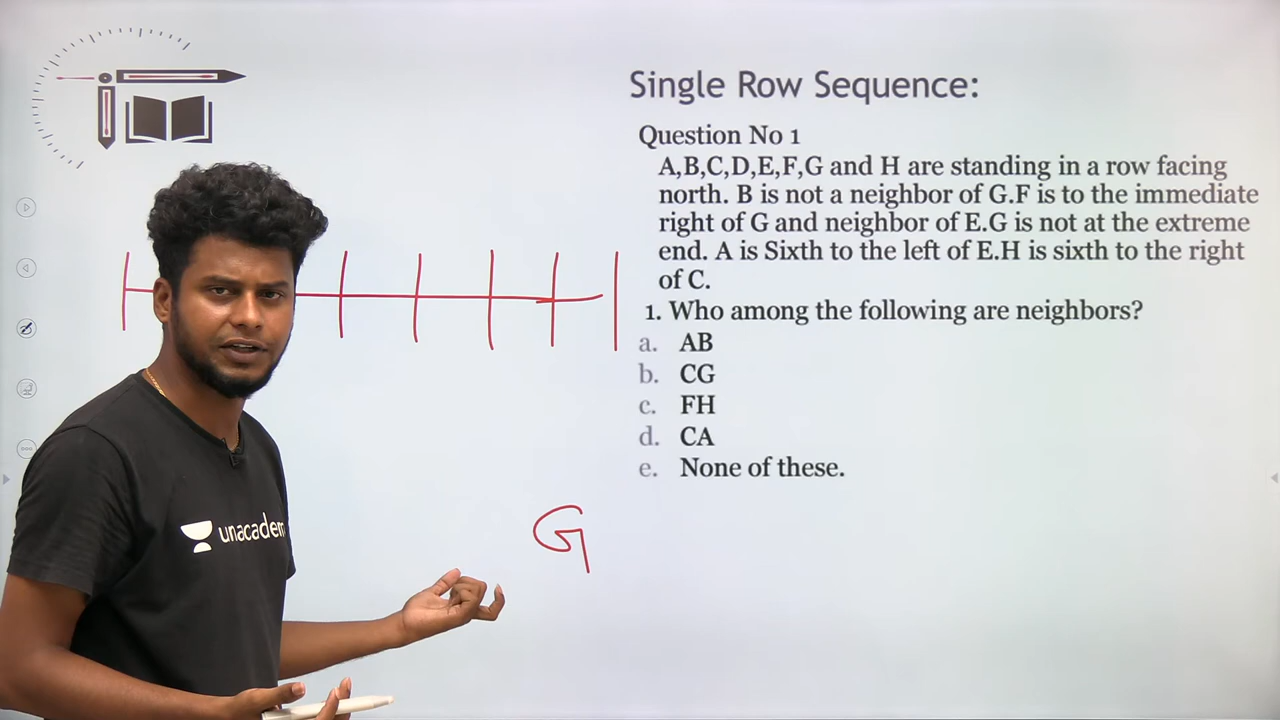 Single Row Sequence:
Question No 1
A,B,C,D,E,F,G and H are standing in a row facing
north. B is not a neighbor of G.F is to the immediate
right of G and neighbor of E.G is not at the extreme
end. A is Sixth to the left of E.H is sixth to the right
of C.
1. Who among the following are neighbors?
a. AB
b. CG
c. FH
d. CA
e. None of these.
G
unacadem